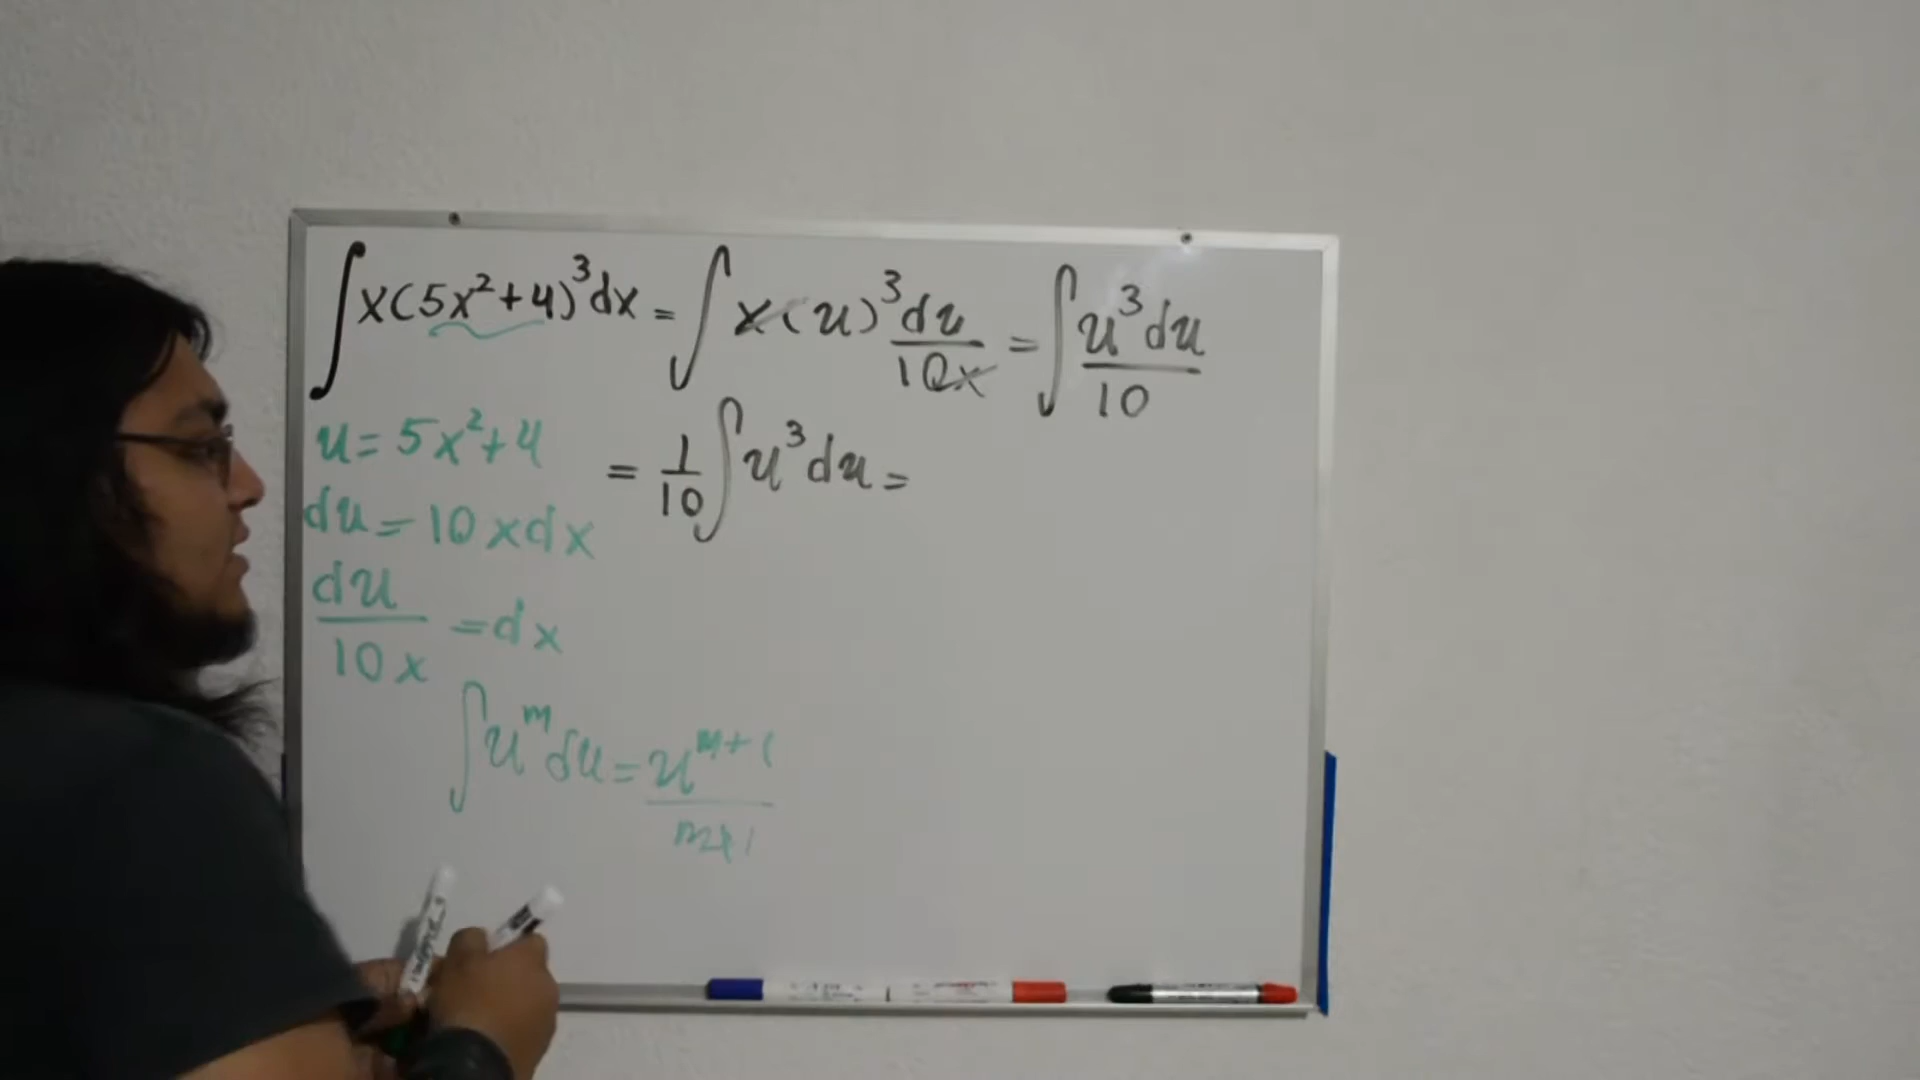 ∫x(5x²+4)³dx = ∫x(u)³ du/10x = ∫u³du/10
= 1/10 ∫u³du =
u = 5x²+4
du = 10xdx
du/10x = dx
∫uᵐdu = uᵐ⁺¹/m+1